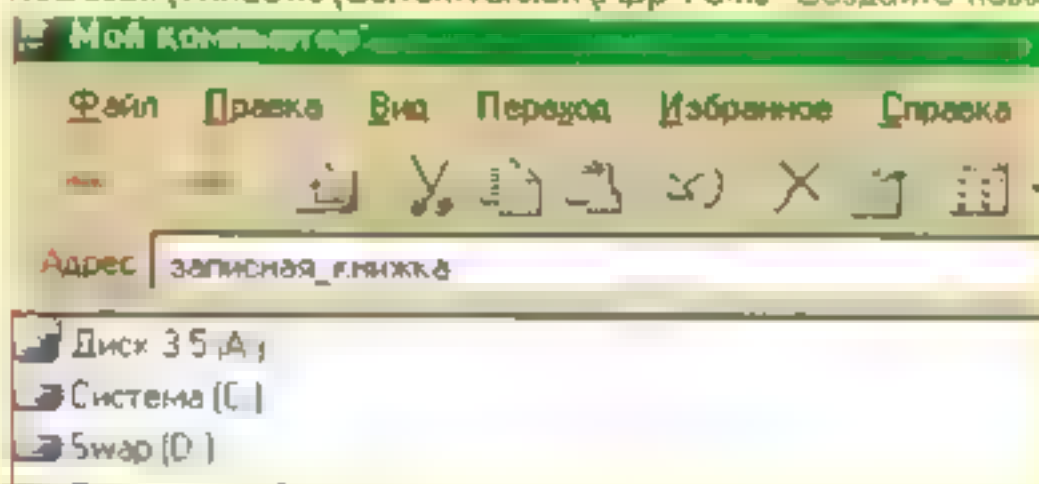 Мой компьютер
Файл Правка Вид Переход Избранное Справка
Адрес записная_книжка
Диск 3 5 (A )
Система (C )
Swap (D )